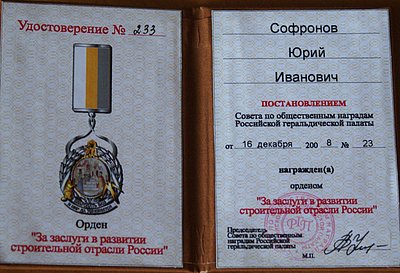 Удостоверение № 233
Орден
"За заслуги в развитии
строительной отрасли России"
Софронов
Юрий
Иванович
ПОСТАНОВЛЕНИЕМ
Совета по общественным наградам
Российской геральдической палаты
от 16 декабря 200 8 № 23
награжден(а)
орденом
"За заслуги в развитии
строительной отрасли России"
Председатель
Совета по общественным
наградам Российской
геральдической палаты
М.П.